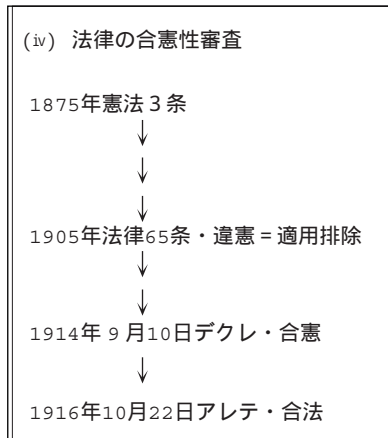 (ⅳ) 法律の合憲性審査
1875年憲法3条
↓
↓
↓
1905年法律65条・違憲=適用排除
↓
↓
1914年9月10日デクレ・合憲
↓
1916年10月22日アレテ・合法